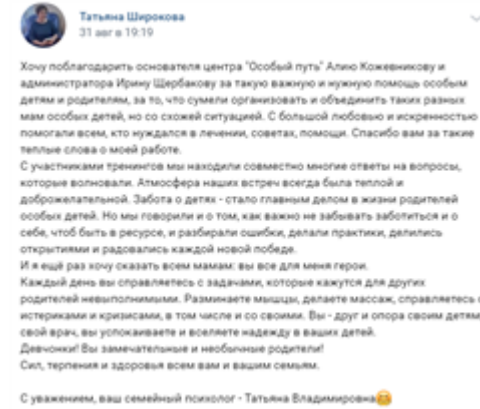 Татьяна Широкова
31 авг в 19:19
Хочу поблагодарить основателя центра "Особый путь" Алию Кожевникову и
администратора Ирину Щербакову за такую важную и нужную помощь особым
детям и родителям, за то, что сумели организовать и объединить таких разных
мам особых детей, но со схожей ситуацией. С большой любовью и искренностью
помогали всем, кто нуждался в лечении, советах, помощи. Спасибо вам за такие
теплые слова о моей работе.
С участниками тренингов мы находили совместно многие ответы на вопросы,
которые волновали. Атмосфера наших встреч всегда была теплой и
доброжелательной. Забота о детях - стало главным делом в жизни родителей
особых детей. Но мы говорили и о том, как важно не забывать заботиться и о
себе, чтоб быть в ресурсе, и разбирали ошибки, делали практики, делились
открытиями и радовались каждой новой победе.
И я ещё раз хочу сказать всем мамам: вы все для меня герои.
Каждый день вы справляетесь с задачами, которые кажутся для других
родителей невыполнимыми. Разминаете мышцы, делаете массаж, справляетесь с
истериками и кризисами, в том числе и со своими. Вы - друг и опора своим детям,
свой врач, вы успокаиваете и вселяете надежду в ваших детей.
Девчонки! Вы замечательные и необычные родители!
Сил, терпения и здоровья всем вам и вашим семьям.
С уважением, ваш семейный психолог - Татьяна Владимировна😊